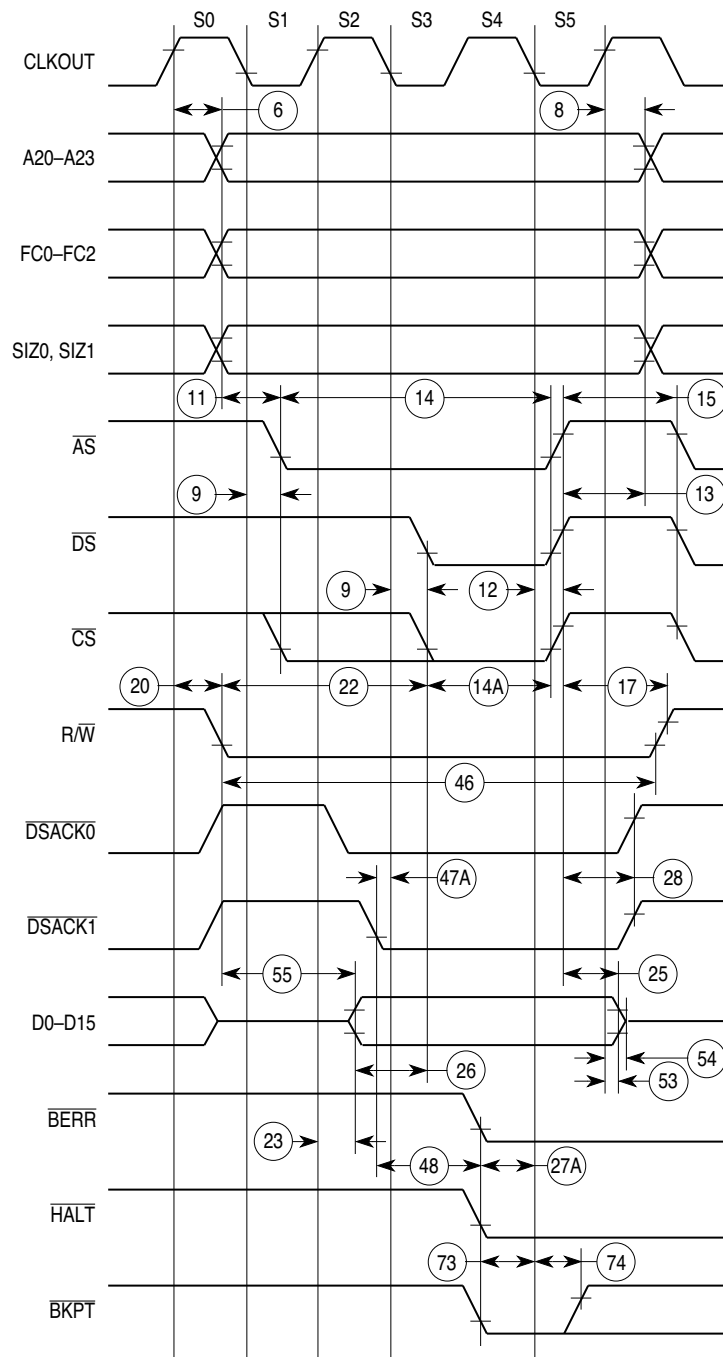 S0 S1 S2 S3 S4 S5
CLKOUT
6 8
A20–A23
FC0–FC2
SIZ0, SIZ1
11 14 15
AS
9 13
DS
9 12
CS
20 22 14A 17
R/W
46
DSACK0
47A 28
DSACK1
55 25
D0–D15
54
26 53
BERR
23 48 27A
HALT
73 74
BKPT